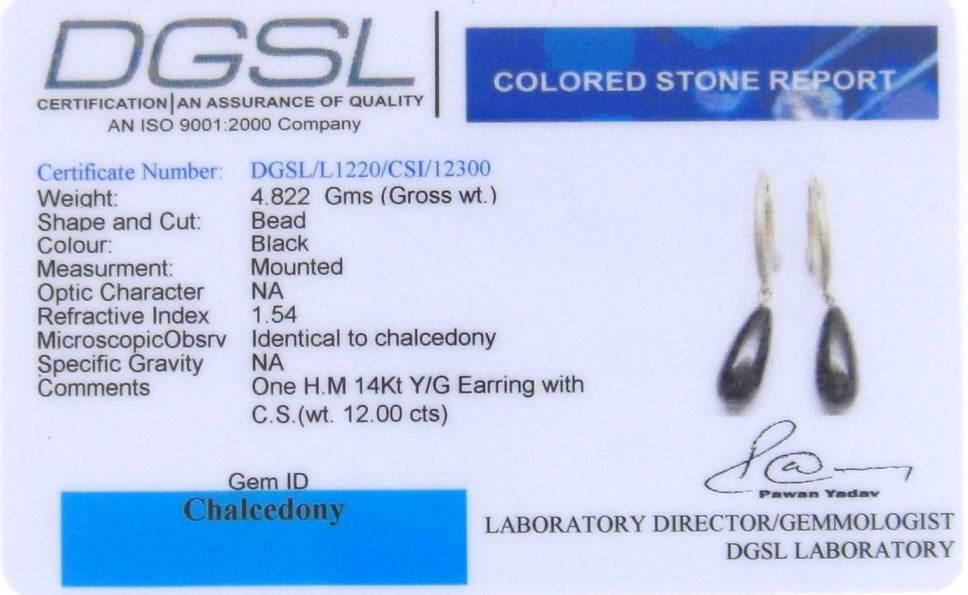 DGSL
CERTIFICATION|AN ASSURANCE OF QUALITY
AN ISO 9001:2000 Company
COLORED STONE REPORT
Certificate Number: DGSL/L1220/CSI/12300
Weight: 4.822 Gms (Gross wt.)
Shape and Cut: Bead
Colour: Black
Measurment: Mounted
Optic Character NA
Refractive Index 1.54
MicroscopicObsrv Identical to chalcedony
Specific Gravity NA
Comments One H.M 14Kt Y/G Earring with
C.S.(wt. 12.00 cts)
Gem ID
Chalcedony
Pawan Yadav
LABORATORY DIRECTOR/GEMMOLOGIST
DGSL LABORATORY